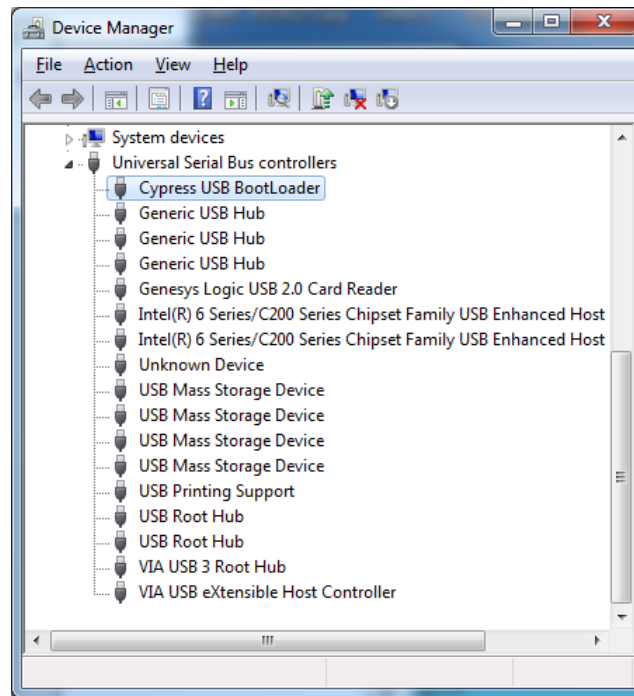 Device Manager
File Action View Help
System devices
Universal Serial Bus controllers
Cypress USB BootLoader
Generic USB Hub
Generic USB Hub
Generic USB Hub
Genesys Logic USB 2.0 Card Reader
Intel(R) 6 Series/C200 Series Chipset Family USB Enhanced Host
Intel(R) 6 Series/C200 Series Chipset Family USB Enhanced Host
Unknown Device
USB Mass Storage Device
USB Mass Storage Device
USB Mass Storage Device
USB Mass Storage Device
USB Printing Support
USB Root Hub
USB Root Hub
VIA USB 3 Root Hub
VIA USB eXtensible Host Controller